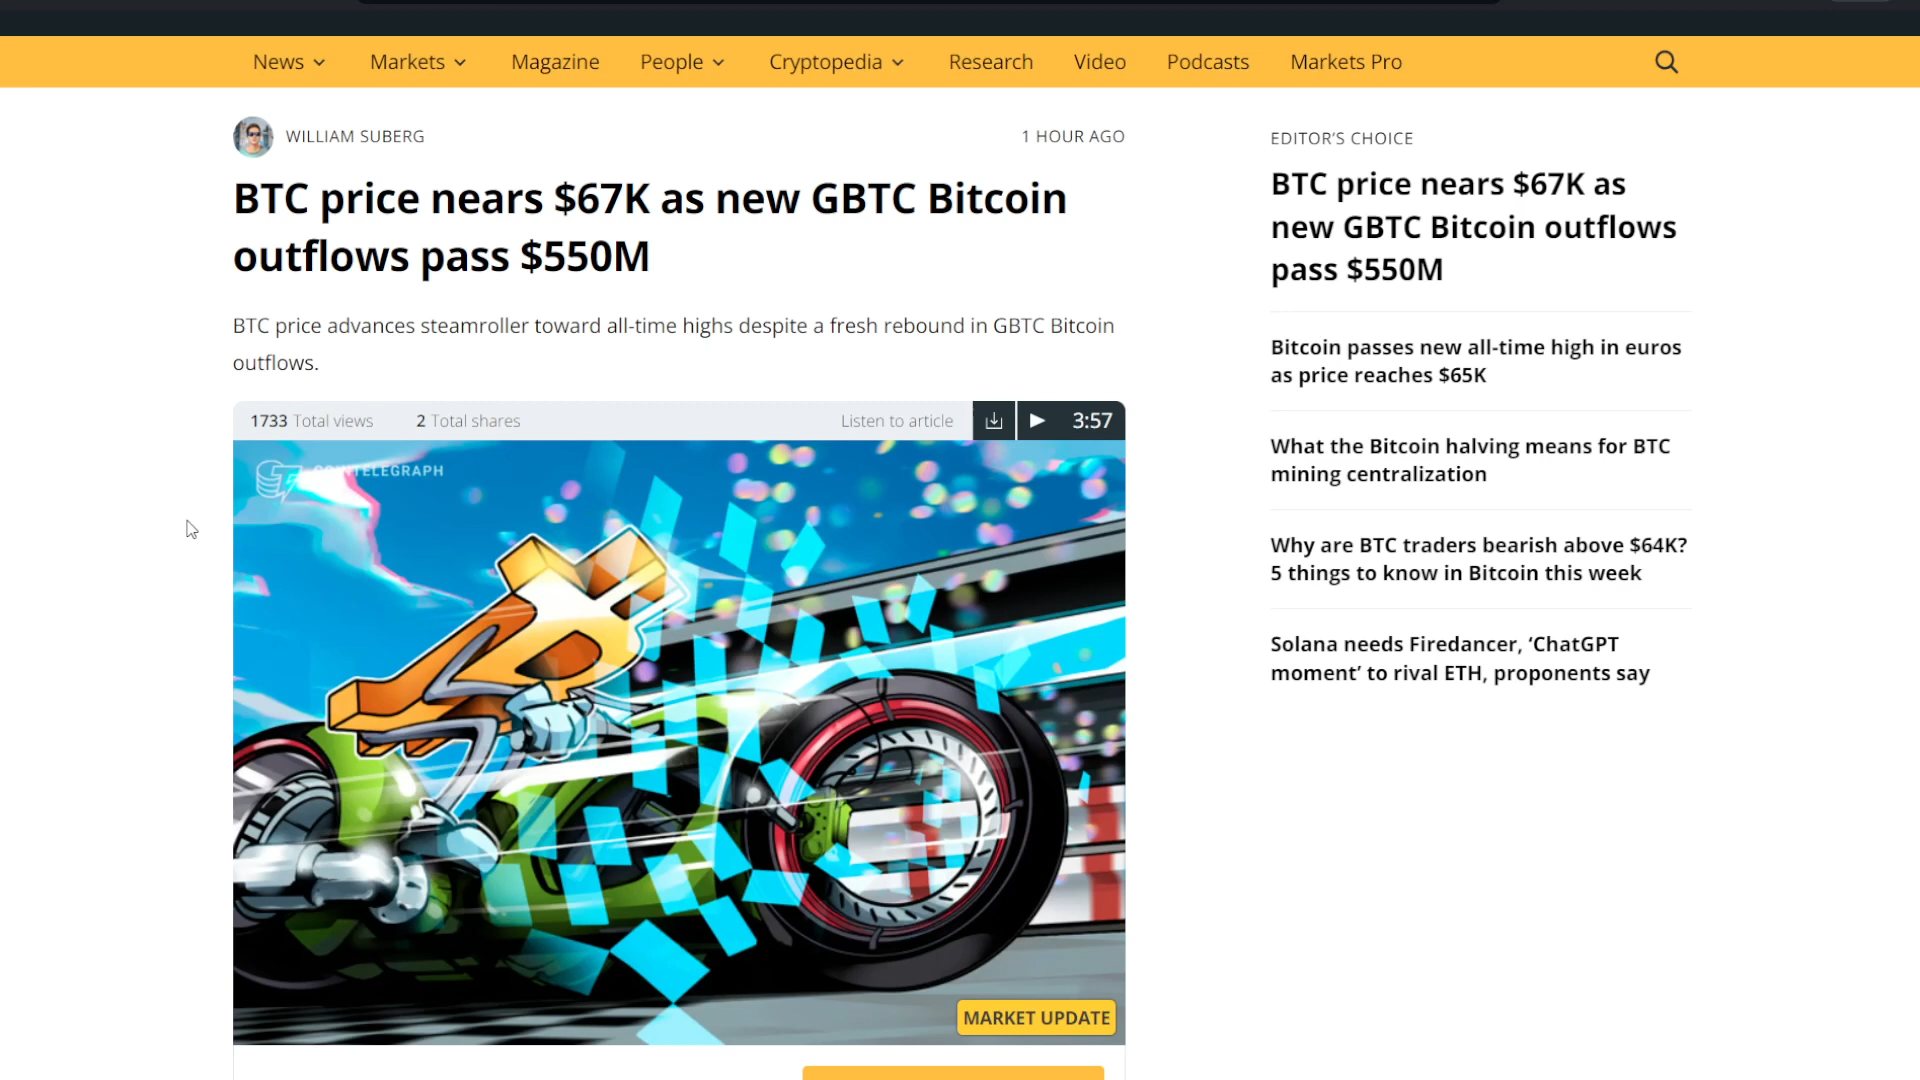 News
Markets
Magazine
People
Cryptopedia
Research
Video
Podcasts
Markets Pro
WILLIAM SUBERG
1 HOUR AGO
BTC price nears $67K as new GBTC Bitcoin
outflows pass $550M
BTC price advances steamroller toward all-time highs despite a fresh rebound in GBTC Bitcoin
outflows.
1733 Total views
2 Total shares
Listen to article
3:57
COINTELEGRAPH
MARKET UPDATE
EDITOR’S CHOICE
BTC price nears $67K as
new GBTC Bitcoin outflows
pass $550M
Bitcoin passes new all-time high in euros
as price reaches $65K
What the Bitcoin halving means for BTC
mining centralization
Why are BTC traders bearish above $64K?
5 things to know in Bitcoin this week
Solana needs Firedancer, ‘ChatGPT
moment’ to rival ETH, proponents say